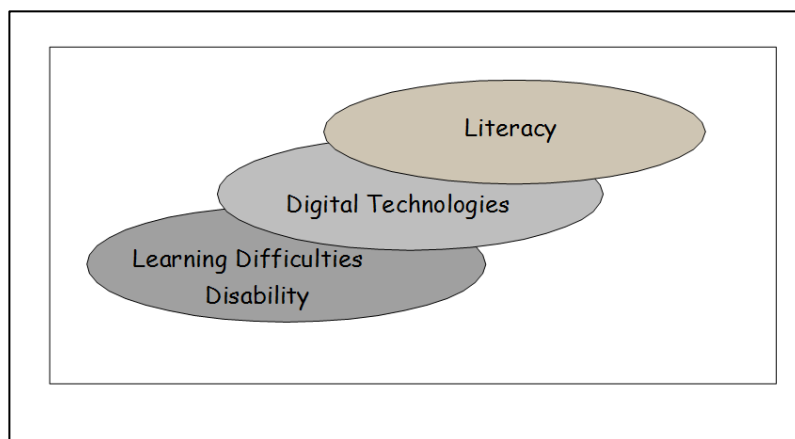 Literacy
Digital Technologies
Learning Difficulties
Disability